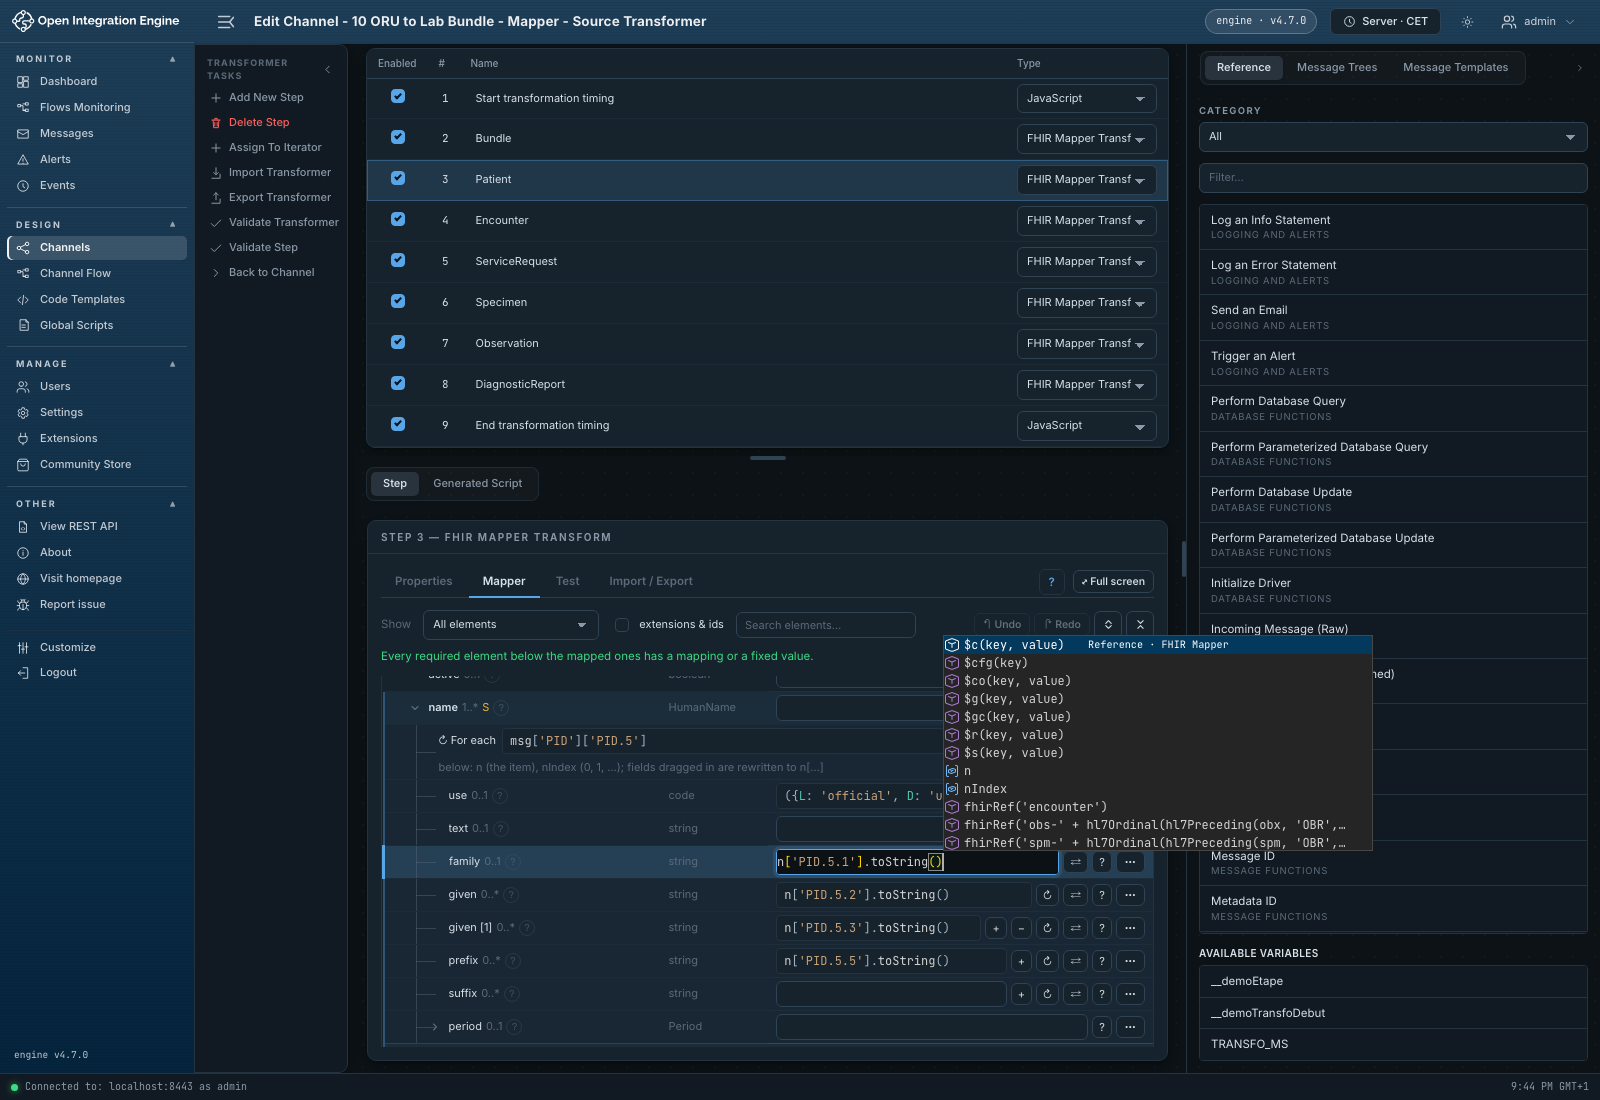 Open Integration Engine
Edit Channel - 10 ORU to Lab Bundle - Mapper - Source Transformer
engine · v4.7.0
Server · CET
admin
MONITOR
Dashboard
Flows Monitoring
Messages
Alerts
Events
DESIGN
Channels
Channel Flow
Code Templates
Global Scripts
MANAGE
Users
Settings
Extensions
Community Store
OTHER
View REST API
About
Visit homepage
Report issue
Customize
Logout
engine v4.7.0
TRANSFORMER
TASKS
Add New Step
Delete Step
Assign To Iterator
Import Transformer
Export Transformer
Validate Transformer
Validate Step
Back to Channel
Enabled # Name Type
1 Start transformation timing JavaScript
2 Bundle FHIR Mapper Transf
3 Patient FHIR Mapper Transf
4 Encounter FHIR Mapper Transf
5 ServiceRequest FHIR Mapper Transf
6 Specimen FHIR Mapper Transf
7 Observation FHIR Mapper Transf
8 DiagnosticReport FHIR Mapper Transf
9 End transformation timing JavaScript
Step Generated Script
STEP 3 — FHIR MAPPER TRANSFORM
Properties Mapper Test Import / Export ? Full screen
Show All elements extensions & ids Search elements... Undo Redo
Every required element below the mapped ones has a mapping or a fixed value.
name 1..* S ? HumanName
For each msg['PID']['PID.5']
below: n (the item), nIndex (0, 1, ...); fields dragged in are rewritten to n[...]
use 0..1 ? code ({L: 'official', D: 'u
text 0..1 ? string
family 0..1 ? string n['PID.5.1'].toString() ? ...
given 0..* ? string n['PID.5.2'].toString() ? ...
given [1] 0..* ? string n['PID.5.3'].toString() + − ? ...
prefix 0..* ? string n['PID.5.5'].toString() + ? ...
suffix 0..* ? string + ? ...
period 0..1 ? Period ? ...
$c(key, value) Reference · FHIR Mapper
$cfg(key)
$co(key, value)
$g(key, value)
$gc(key, value)
$r(key, value)
$s(key, value)
n
nIndex
fhirRef('encounter')
fhirRef('obs-' + hl7Ordinal(hl7Preceding(obx, 'OBR',…
fhirRef('spm-' + hl7Ordinal(hl7Preceding(spm, 'OBR',…
Reference Message Trees Message Templates
CATEGORY
All
Filter...
Log an Info Statement
LOGGING AND ALERTS
Log an Error Statement
LOGGING AND ALERTS
Send an Email
LOGGING AND ALERTS
Trigger an Alert
LOGGING AND ALERTS
Perform Database Query
DATABASE FUNCTIONS
Perform Parameterized Database Query
DATABASE FUNCTIONS
Perform Database Update
DATABASE FUNCTIONS
Perform Parameterized Database Update
DATABASE FUNCTIONS
Initialize Driver
DATABASE FUNCTIONS
Incoming Message (Raw)
ned)
Message ID
MESSAGE FUNCTIONS
Metadata ID
MESSAGE FUNCTIONS
AVAILABLE VARIABLES
__demoEtape
__demoTransfoDebut
TRANSFO_MS
Connected to: localhost:8443 as admin
9:44 PM GMT+1